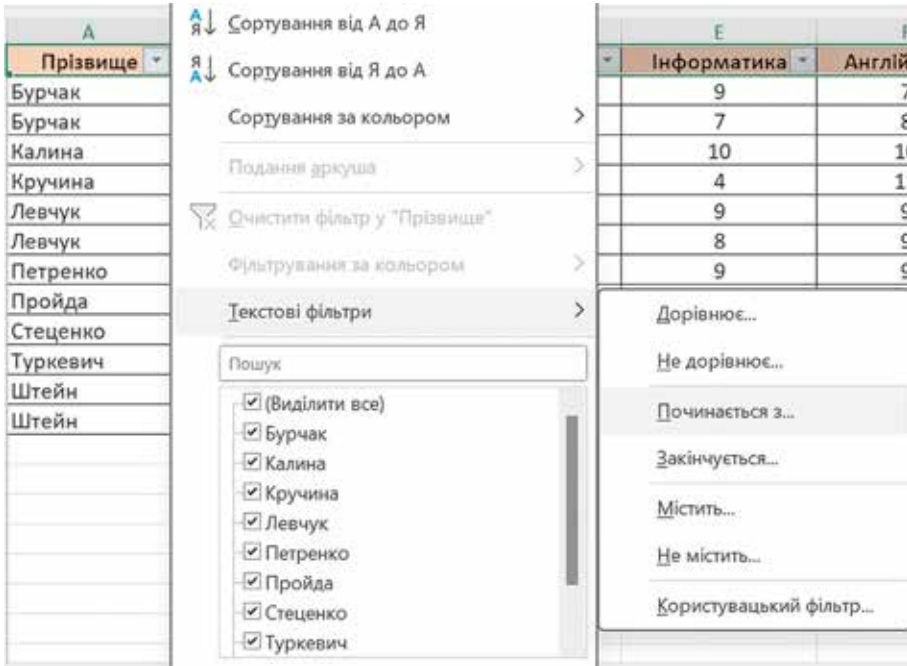 A
Прізвище
Бурчак
Бурчак
Калина
Кручина
Левчук
Левчук
Петренко
Пройда
Стеценко
Туркевич
Штейн
Штейн
Сортування від А до Я
Сортування від Я до А
Сортування за кольором
Подання аркуша
Очистити фільтр у "Прізвище"
Фільтрування за кольором
Текстові фільтри
Пошук
(Виділити все)
Бурчак
Калина
Кручина
Левчук
Петренко
Пройда
Стеценко
Туркевич
E
Інформатика
9
7
10
4
9
8
9
Дорівнює...
Не дорівнює...
Починається з...
Закінчується...
Містить...
Не містить...
Користувацький фільтр...